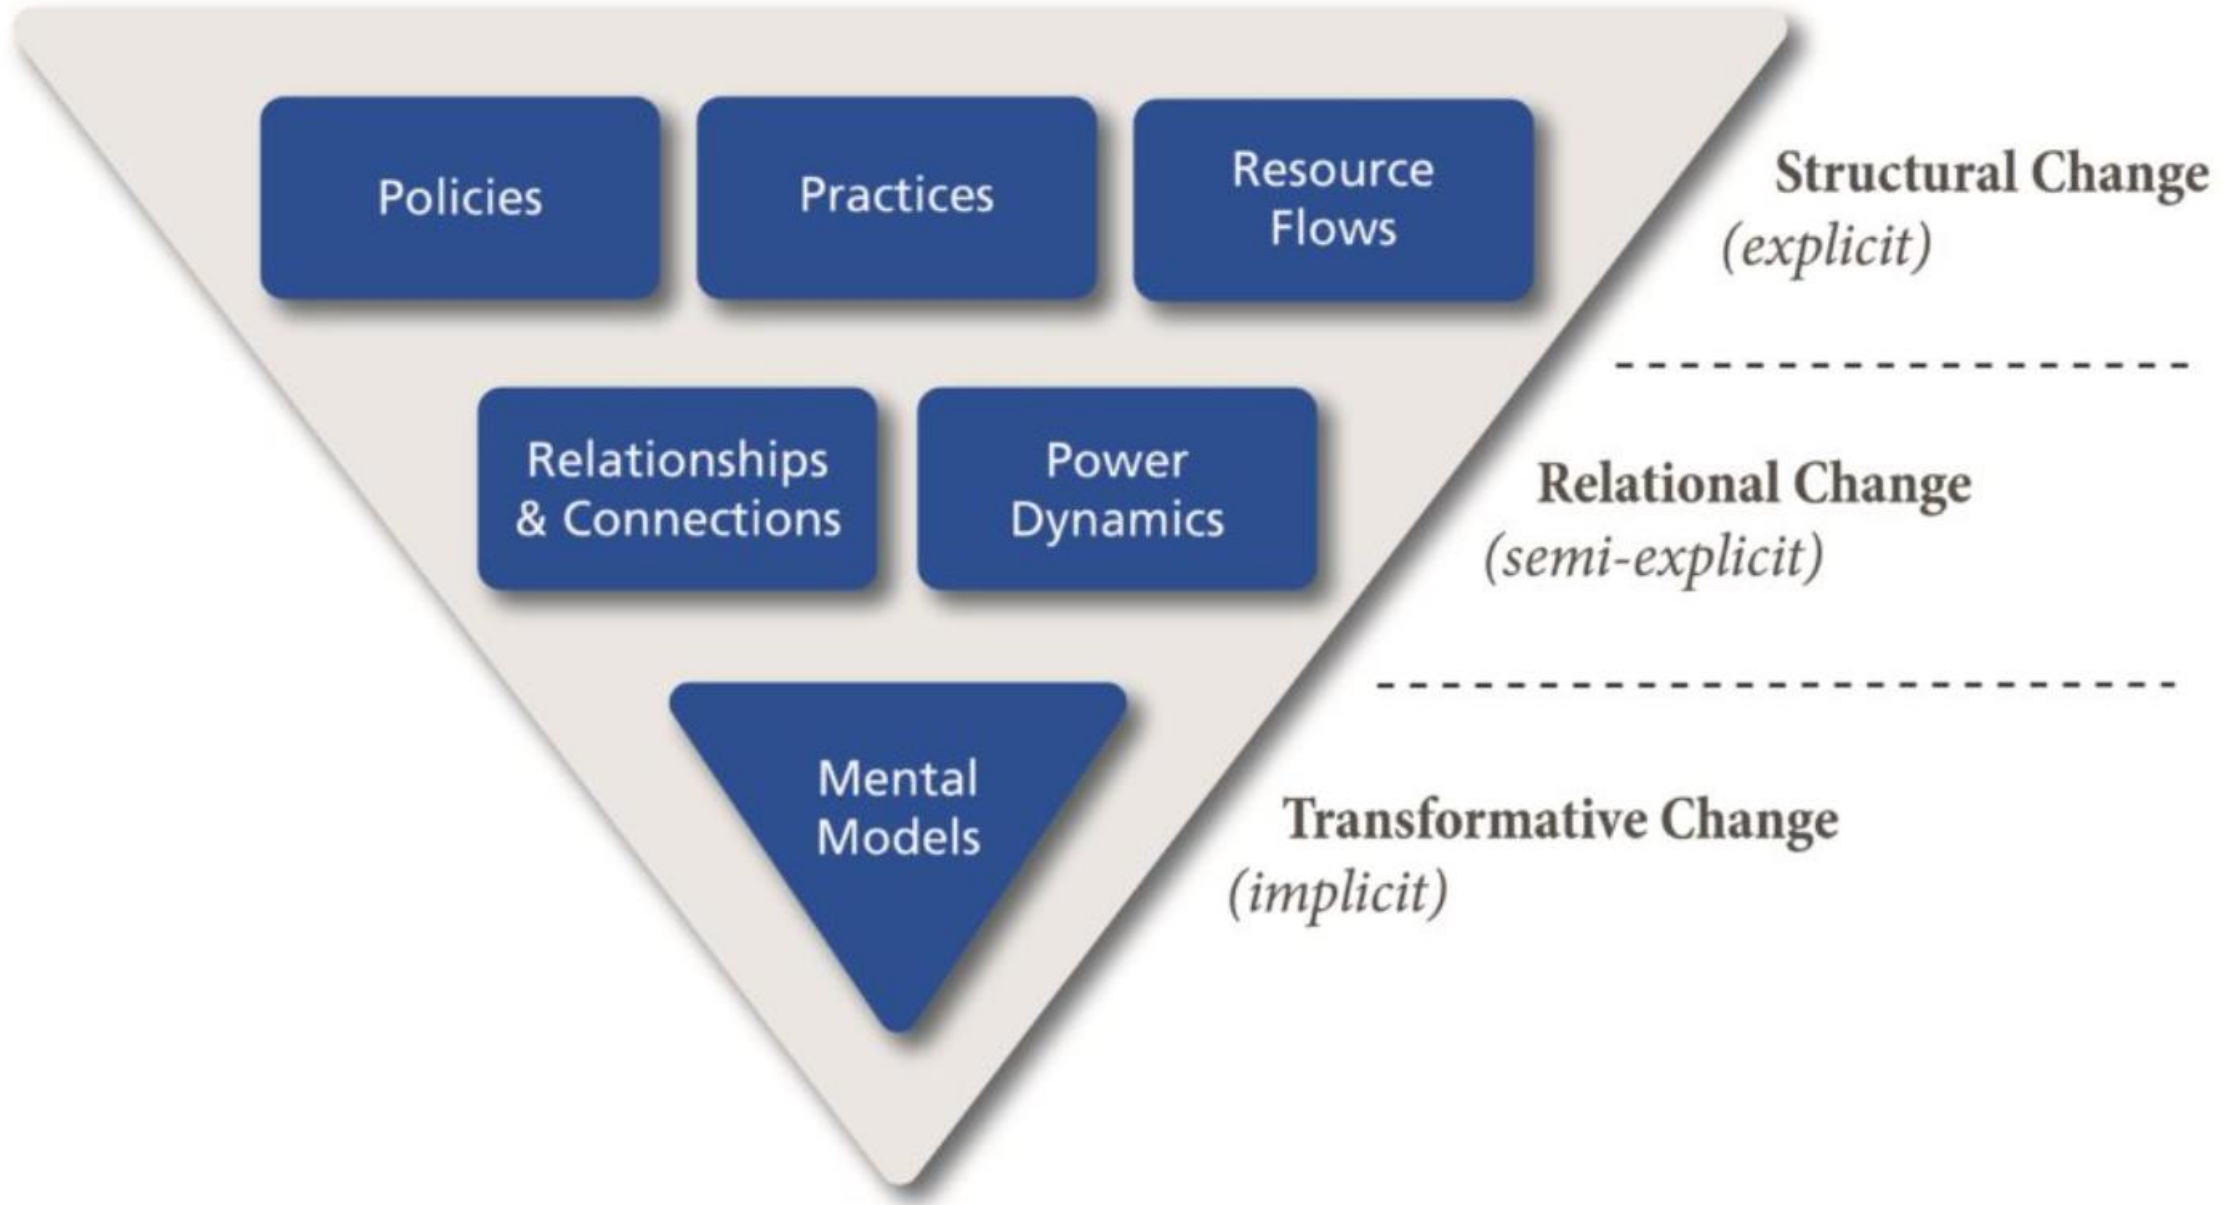 Policies
Practices
Resource
Flows
Structural Change
(explicit)
Relationships
& Connections
Power
Dynamics
Relational Change
(semi-explicit)
Mental
Models
Transformative Change
(implicit)